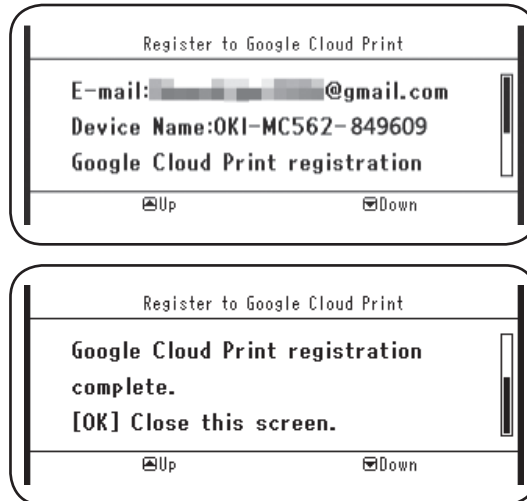 Register to Google Cloud Print
E-mail: @gmail.com
Device Name:OKI-MC562-849609
Google Cloud Print registration
Up Down
Register to Google Cloud Print
Google Cloud Print registration
complete.
[OK] Close this screen.
Up Down